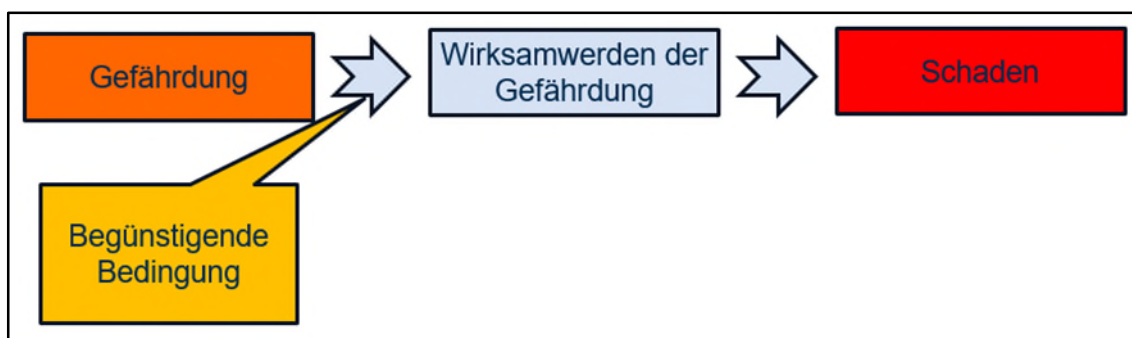 Gefährdung
Wirksamwerden der
Gefährdung
Schaden
Begünstigende
Bedingung